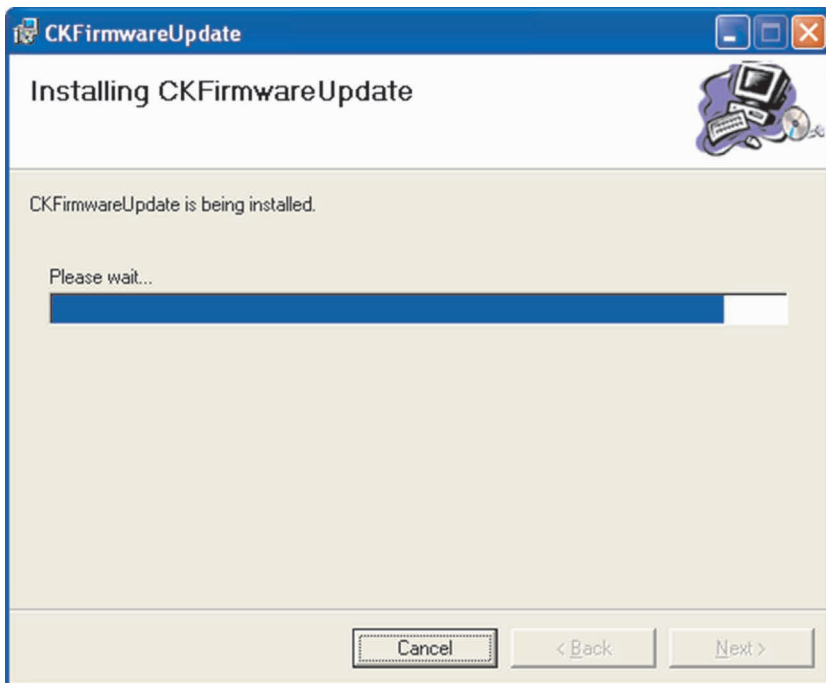 CKFirmwareUpdate
Installing CKFirmwareUpdate
CKFirmwareUpdate is being installed.
Please wait...
Cancel < Back Next >